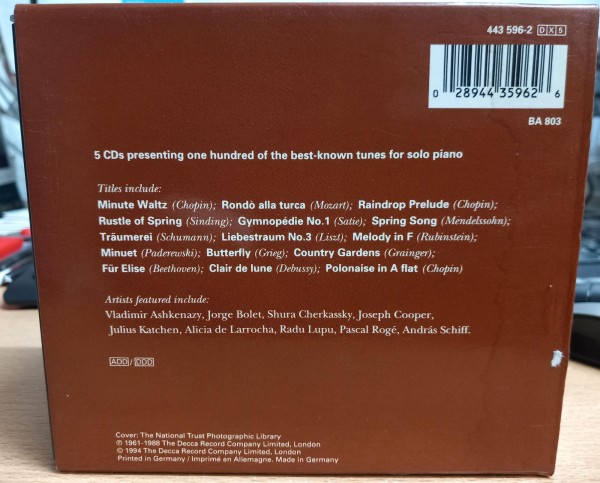 443 596-2 DX5
0 28944 35962 6
BA 803
5 CDs presenting one hundred of the best-known tunes for solo piano
Titles include:
Minute Waltz (Chopin); Rondò alla turca (Mozart); Raindrop Prelude (Chopin);
Rustle of Spring (Sinding); Gymnopédie No.1 (Satie); Spring Song (Mendelssohn);
Träumerei (Schumann); Liebestraum No.3 (Liszt); Melody in F (Rubinstein);
Minuet (Paderewski); Butterfly (Grieg); Country Gardens (Grainger);
Für Elise (Beethoven); Clair de lune (Debussy); Polonaise in A flat (Chopin)
Artists featured include:
Vladimir Ashkenazy, Jorge Bolet, Shura Cherkassky, Joseph Cooper,
Julius Katchen, Alicia de Larrocha, Radu Lupu, Pascal Rogé, András Schiff.
ADD / DDD
Cover: The National Trust Photographic Library
℗ 1961-1988 The Decca Record Company Limited, London
© 1994 The Decca Record Company Limited, London
Printed in Germany / Imprimé en Allemagne. Made in Germany